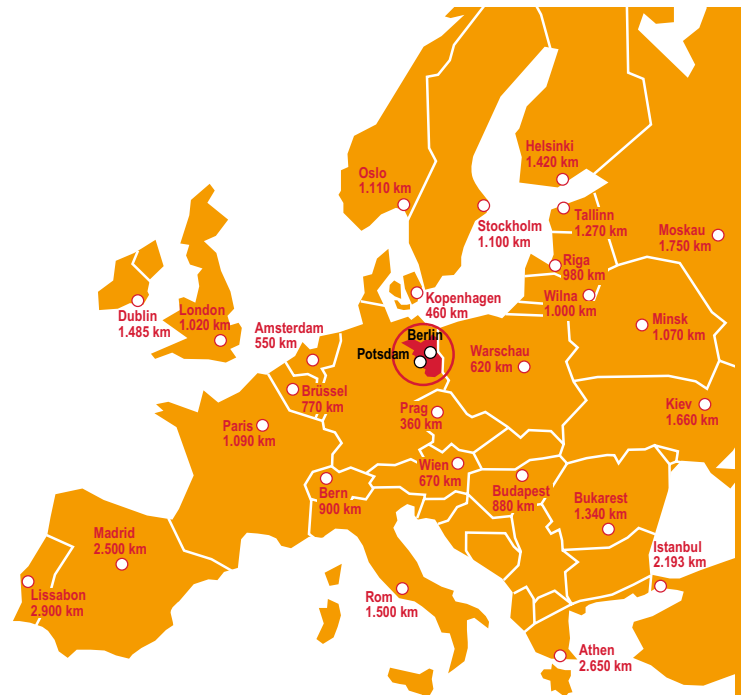 Helsinki
1.420 km
Oslo
1.110 km
Tallinn
1.270 km
Stockholm
1.100 km
Moskau
1.750 km
Riga
980 km
Kopenhagen
460 km
Wilna
1.000 km
Dublin
1.485 km
London
1.020 km
Minsk
1.070 km
Amsterdam
550 km
Berlin
Potsdam
Warschau
620 km
Brüssel
770 km
Prag
360 km
Kiev
1.660 km
Paris
1.090 km
Wien
670 km
Bern
900 km
Budapest
880 km
Bukarest
1.340 km
Madrid
2.500 km
Istanbul
2.193 km
Lissabon
2.900 km
Rom
1.500 km
Athen
2.650 km